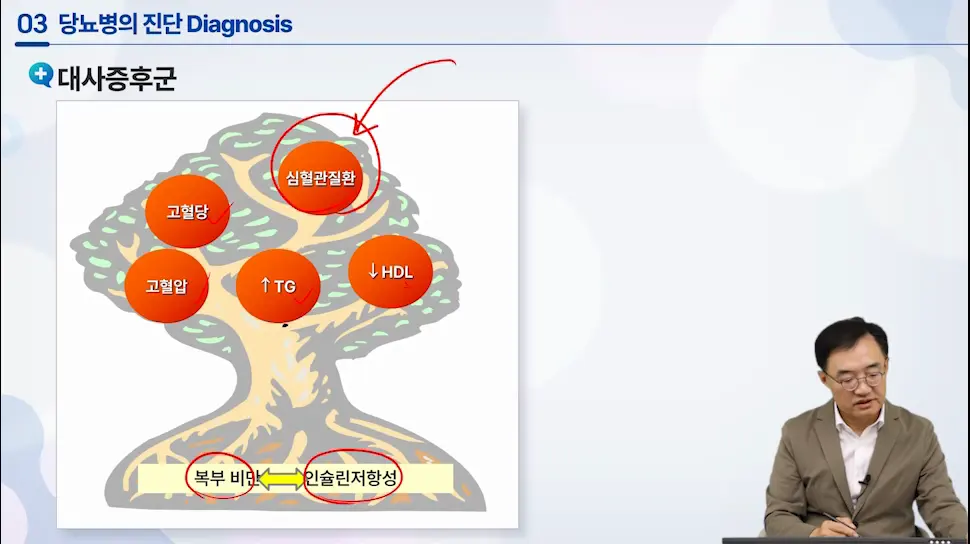 03 당뇨병의 진단 Diagnosis
대사증후군
심혈관질환
고혈당
고혈압
↑TG
↓HDL
복부 비만
인슐린저항성